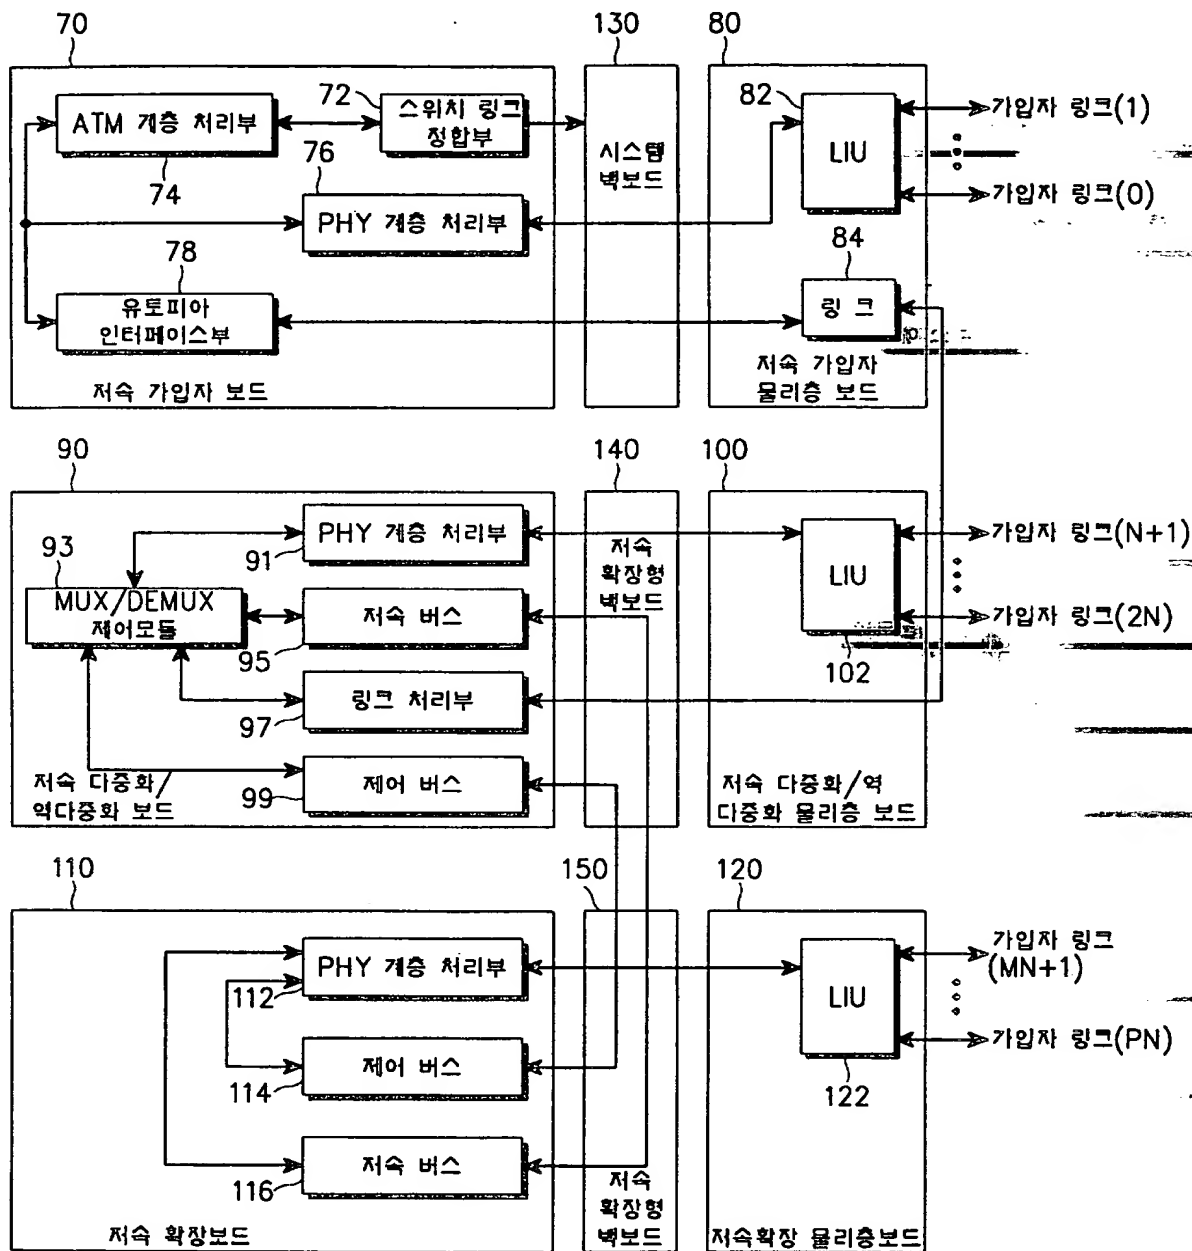 70
130
80
72
스위치 링크
정합부
82
ATM 계층 처리부
LIU
가입자 링크(1)
74
76
시스템
백보드
PHY 계층 처리부
가입자 링크(0)
78
84
유토피아
인터페이스부
링 크
저속 가입자 보드
저속 가입자
물리층 보드
90
140
100
PHY 계층 처리부
91
저속
확장형
백보드
LIU
가입자 링크(N+1)
93
MUX/DEMUX
제어모듈
저속 버스
95
가입자 링크(2N)
102
링크 처리부
97
제어 버스
99
저속 다중화/
역다중화 보드
저속 다중화/역
다중화 물리층 보드
110
150
120
PHY 계층 처리부
112
LIU
가입자 링크
(MN+1)
가입자 링크(PN)
제어 버스
114
122
저속 버스
116
저속
확장형
백보드
저속 확장보드
저속확장 물리층보드